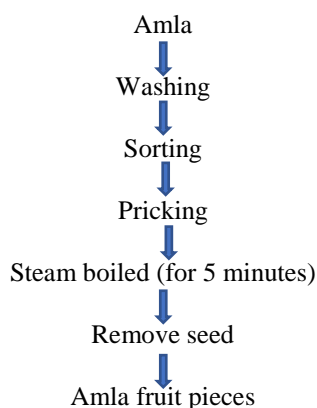 Amla
Washing
Sorting
Pricking
Steam boiled (for 5 minutes)
Remove seed
Amla fruit pieces